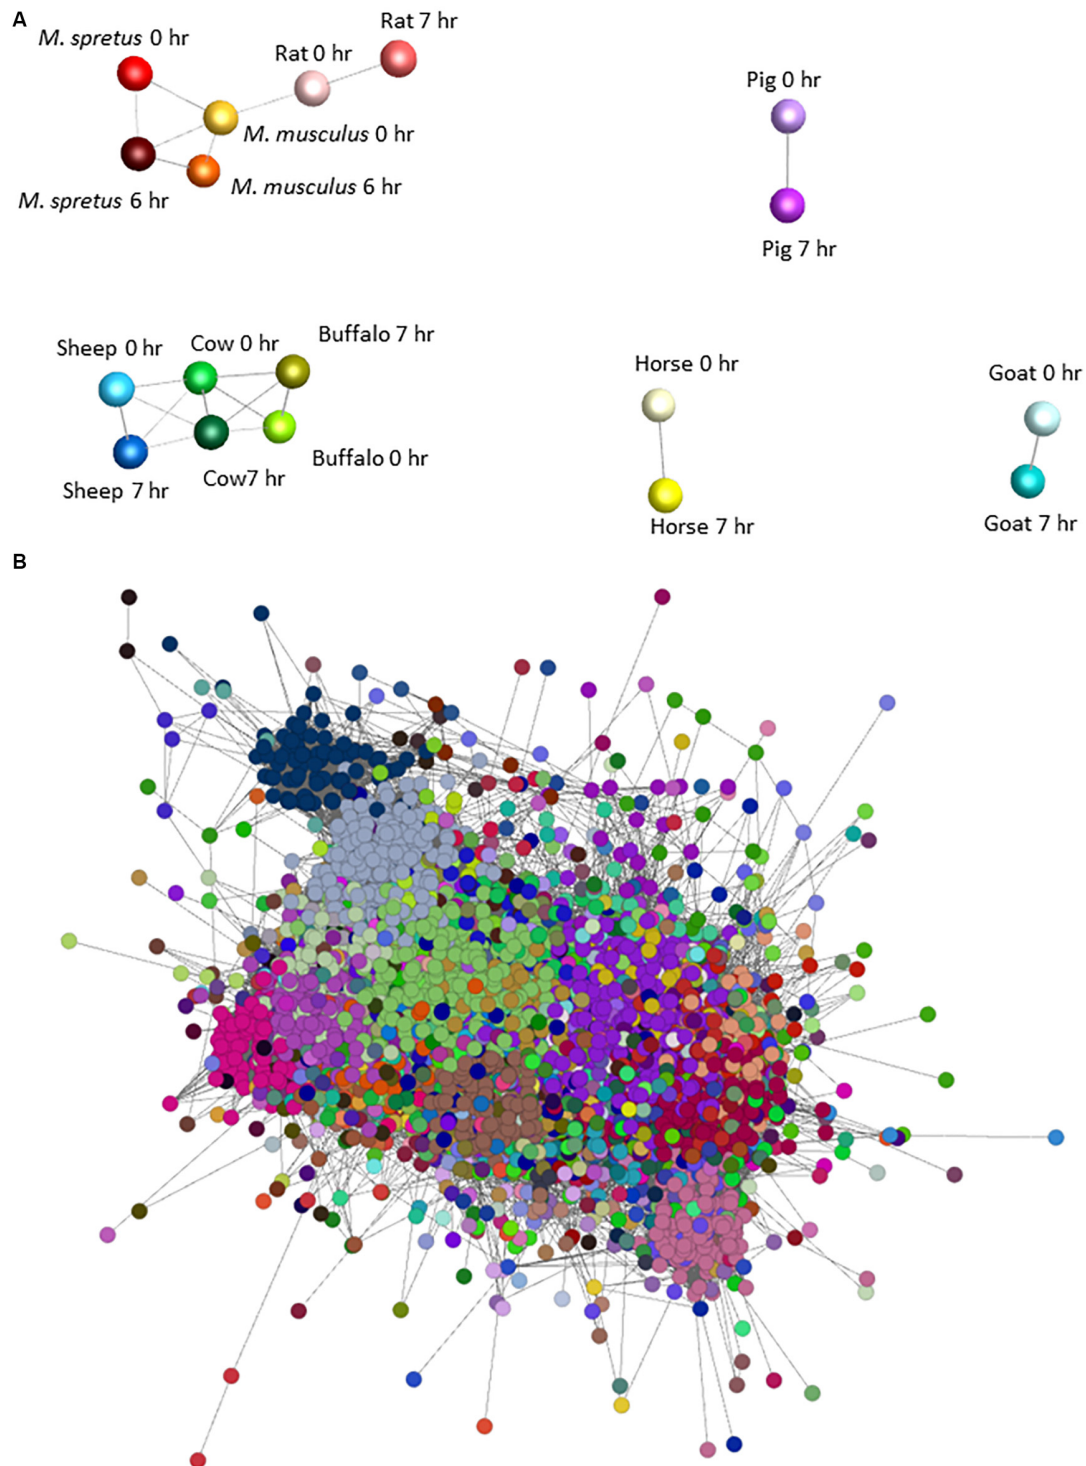 A
M. spretus 0 hr
Rat 0 hr
Rat 7 hr
M. musculus 0 hr
M. musculus 6 hr
M. spretus 6 hr
Pig 0 hr
Pig 7 hr
Sheep 0 hr
Cow 0 hr
Buffalo 7 hr
Sheep 7 hr
Cow7 hr
Buffalo 0 hr
Horse 0 hr
Horse 7 hr
Goat 0 hr
Goat 7 hr
B